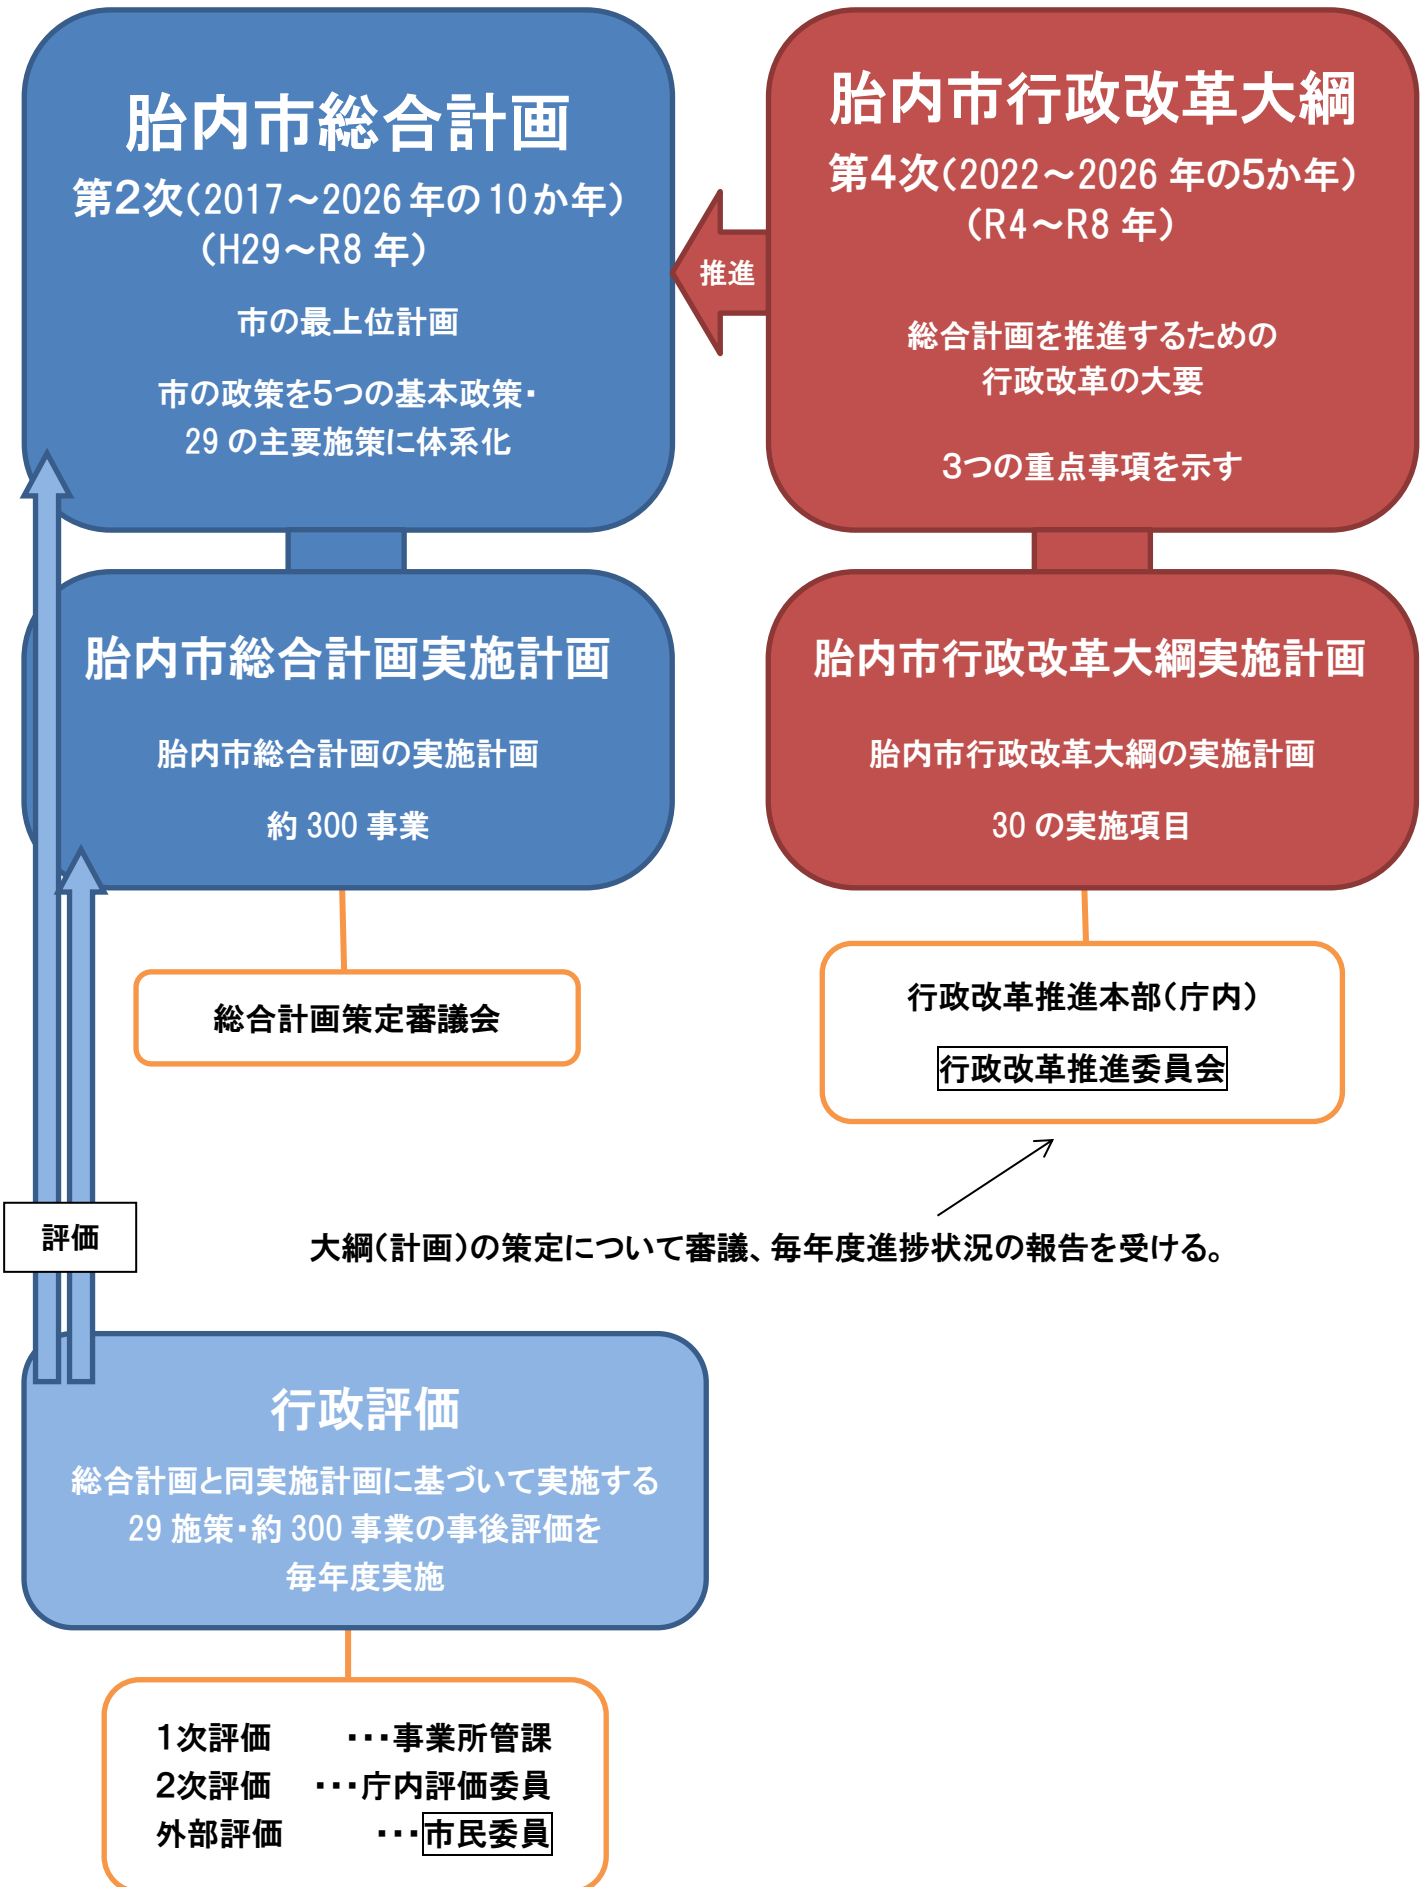 胎内市総合計画
第2次(2017～2026年の10か年)
(H29～R8年)
市の最上位計画
市の政策を5つの基本政策・
29の主要施策に体系化
胎内市行政改革大綱
第4次(2022～2026年の5か年)
(R4～R8年)
総合計画を推進するための
行政改革の大要
3つの重点事項を示す
推進
胎内市総合計画実施計画
胎内市総合計画の実施計画
約300事業
胎内市行政改革大綱実施計画
胎内市行政改革大綱の実施計画
30の実施項目
総合計画策定審議会
行政改革推進本部(庁内)
行政改革推進委員会
評価
大綱(計画)の策定について審議、毎年度進捗状況の報告を受ける。
行政評価
総合計画と同実施計画に基づいて実施する
29施策・約300事業の事後評価を
毎年度実施
1次評価 ・・・事業所管課
2次評価 ・・・庁内評価委員
外部評価 ・・・市民委員